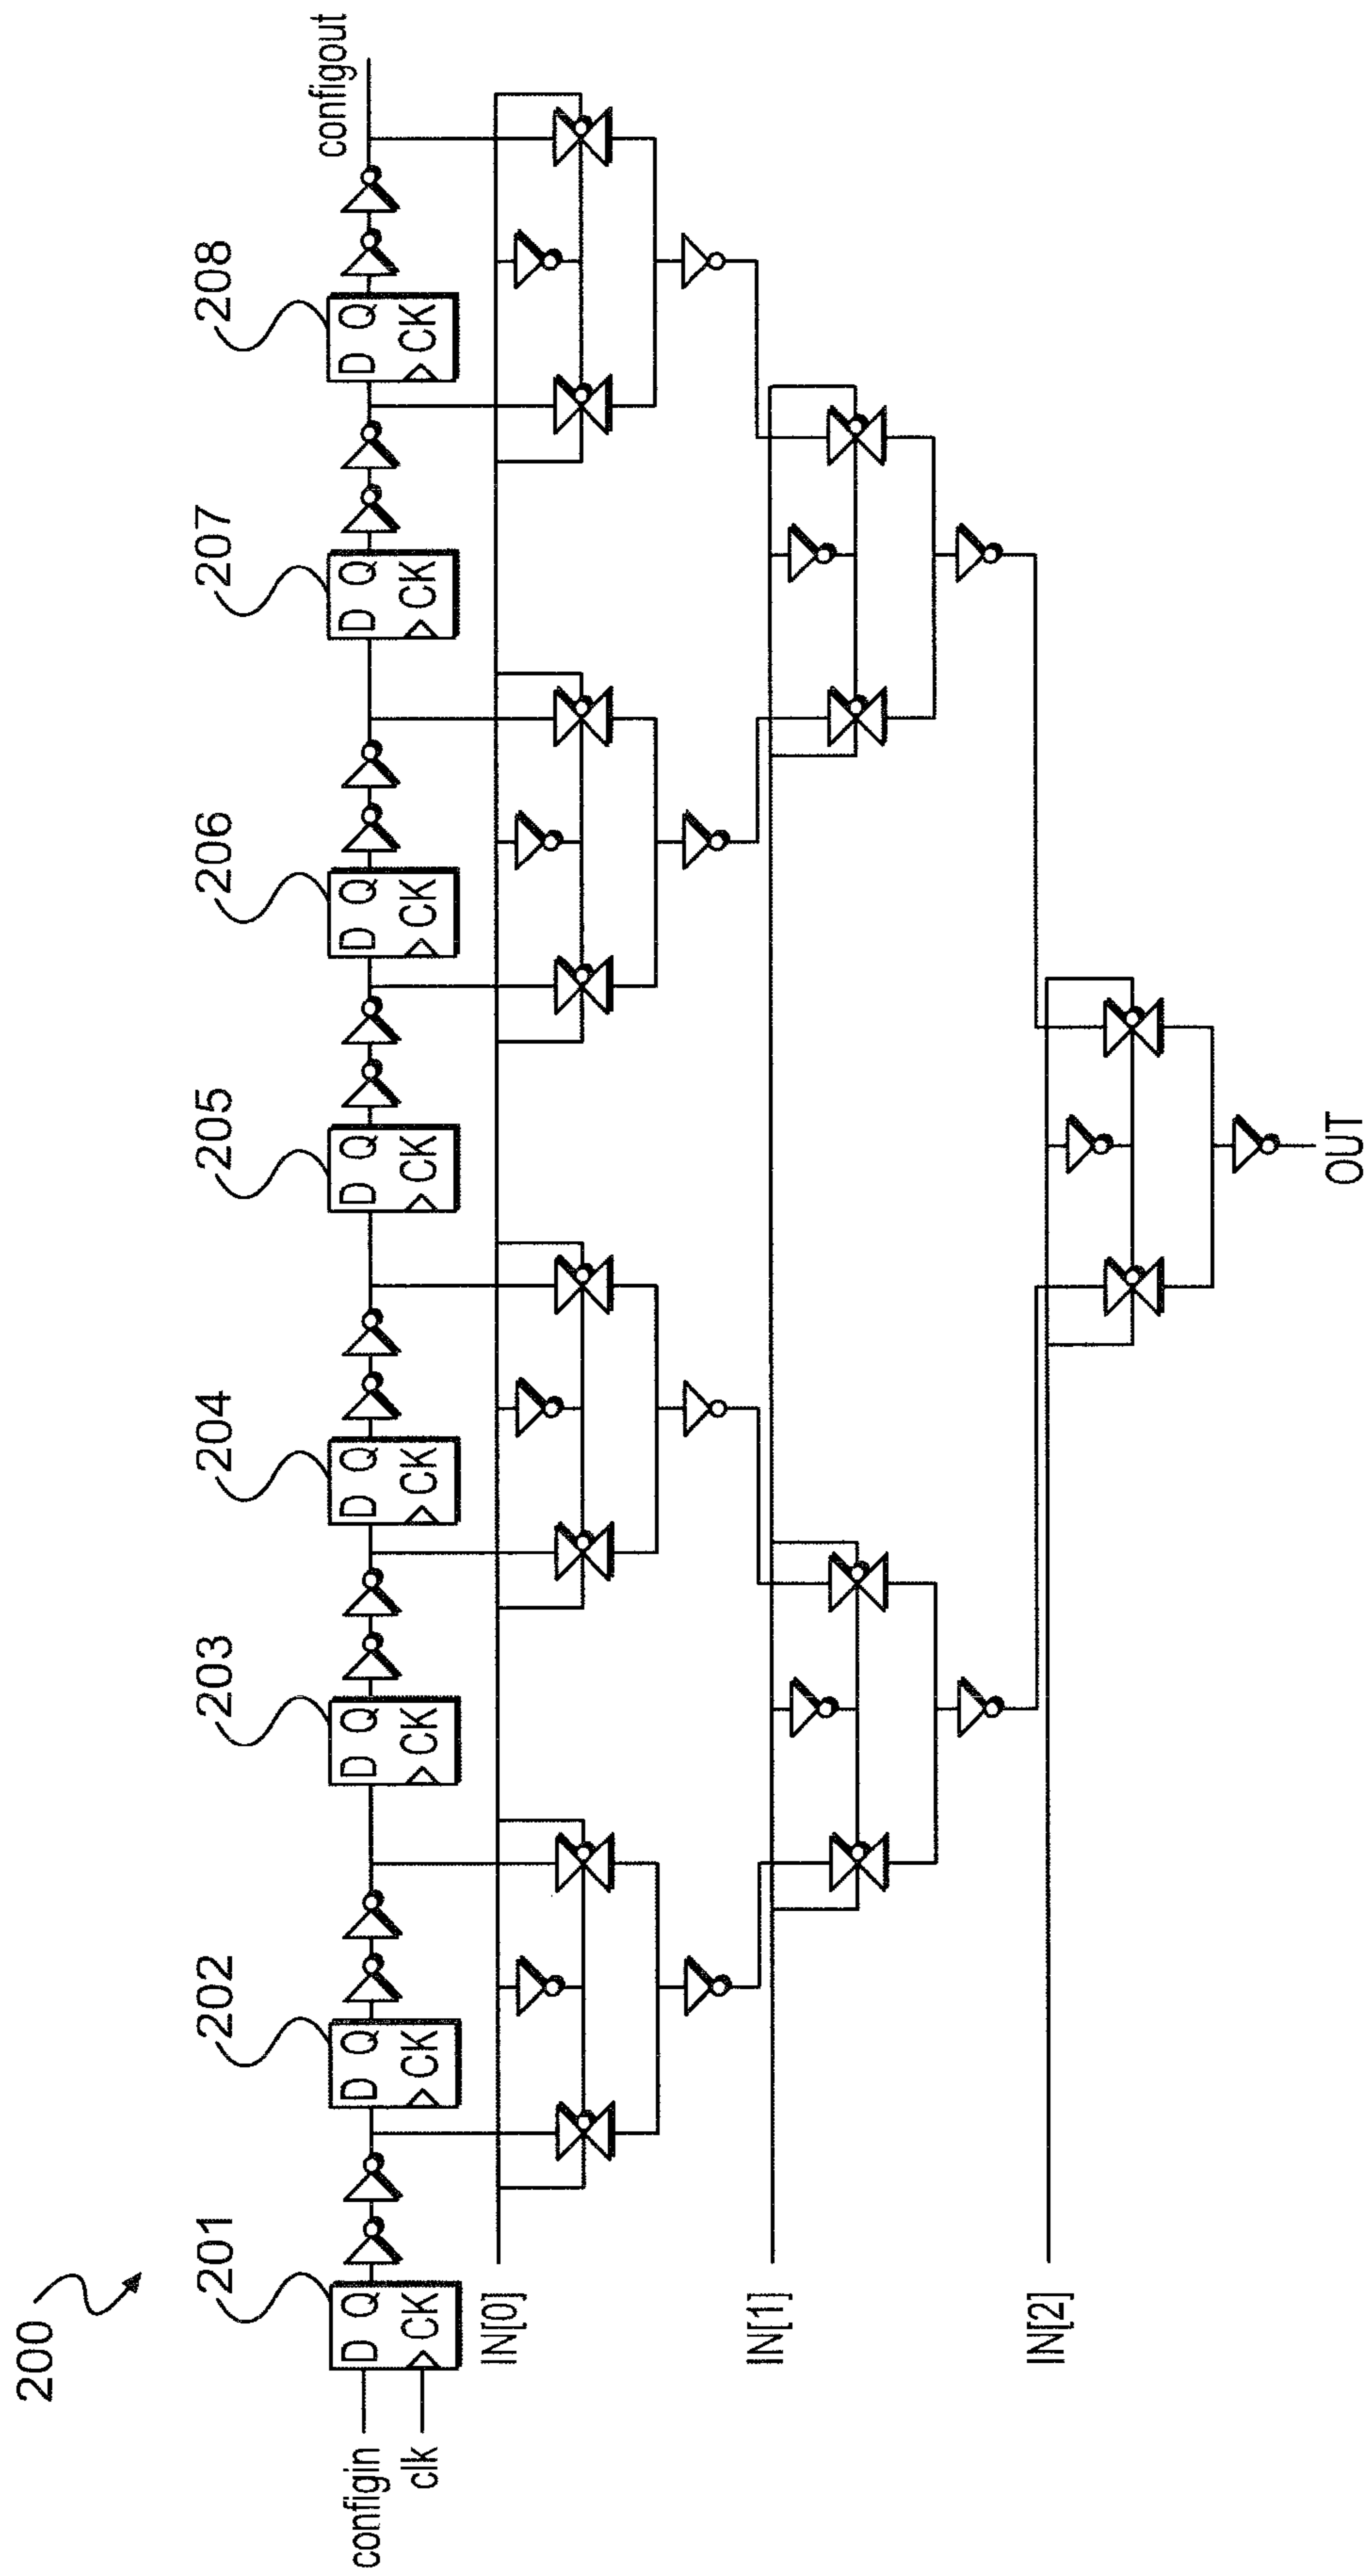 200
201
202
203
204
205
206
207
208
configin
clk
D Q
CK
D Q
CK
D Q
CK
D Q
CK
D Q
CK
D Q
CK
D Q
CK
D Q
CK
configout
IN[0]
IN[1]
IN[2]
OUT